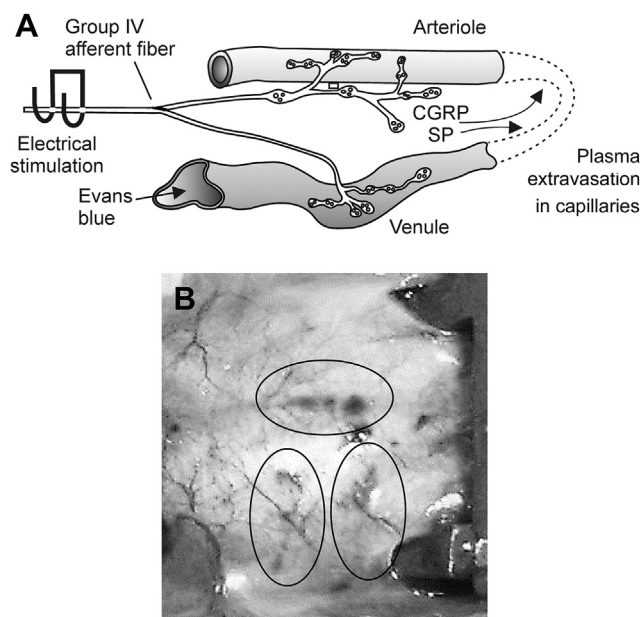 A
Group IV
afferent fiber
Arteriole
CGRP
SP
Electrical
stimulation
Plasma
extravasation
in capillaries
Evans
blue
Venule
B